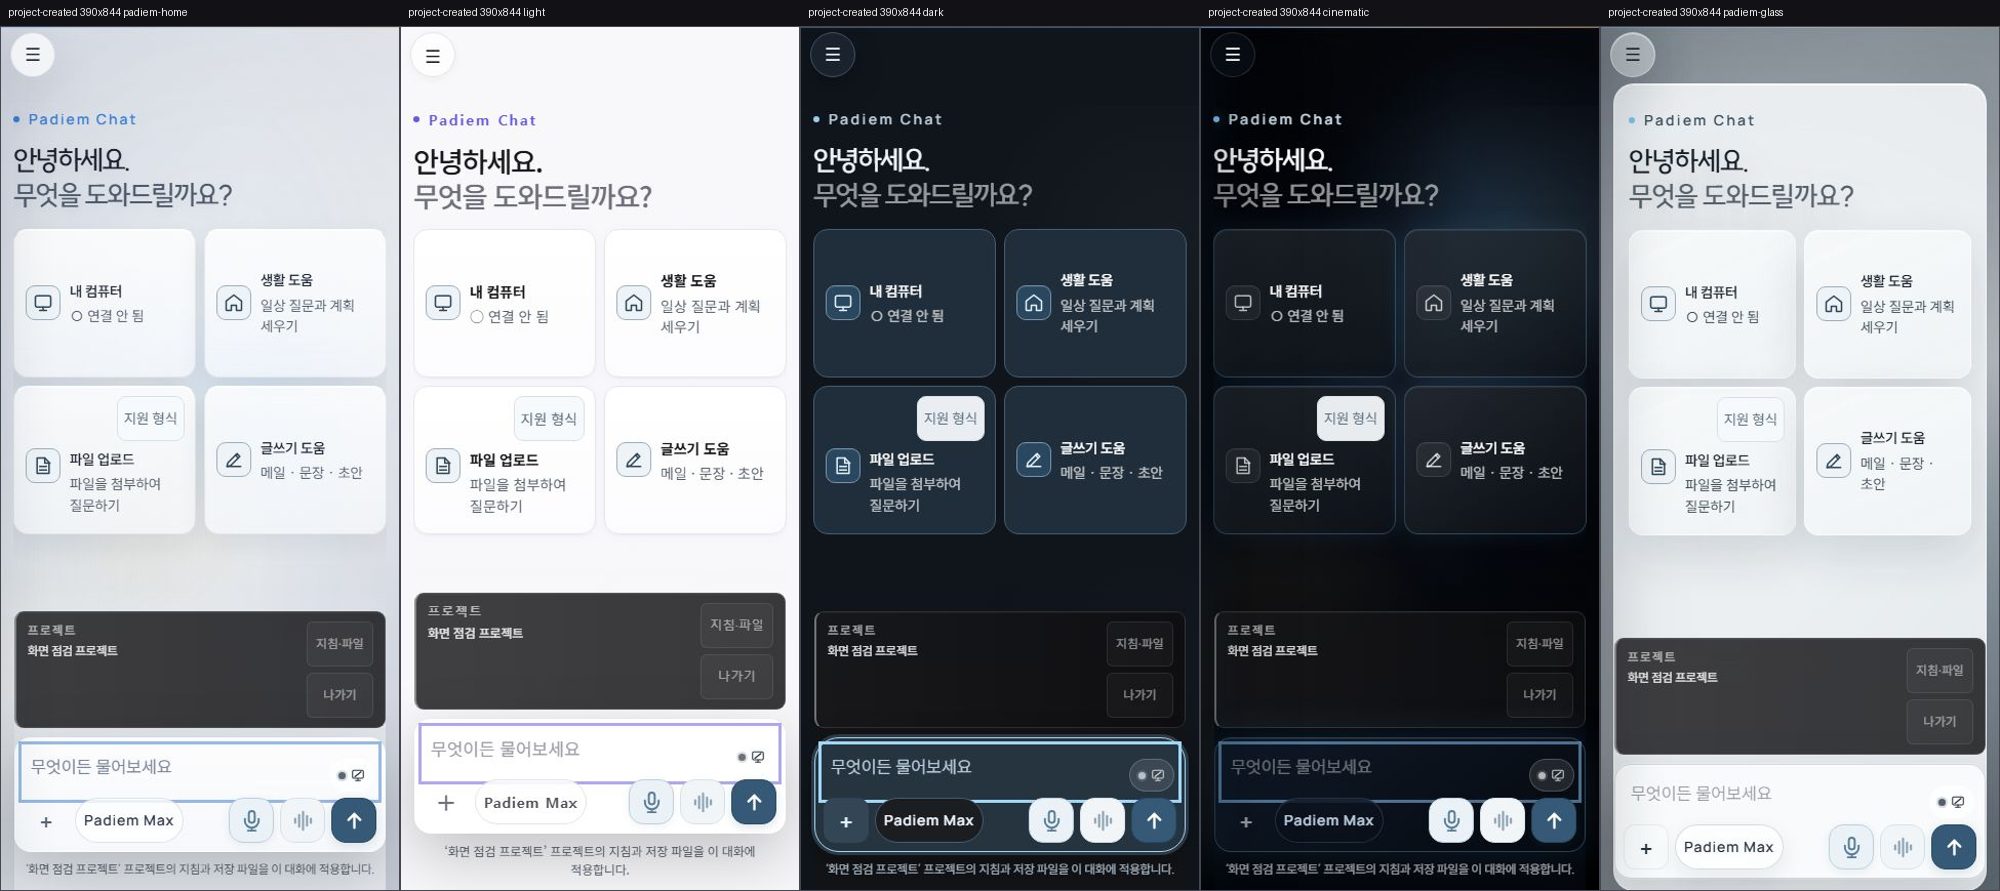 project-created 390x844 padiem-home
Padiem Chat
안녕하세요.
무엇을 도와드릴까요?
내 컴퓨터
연결 안 됨
생활 도움
일상 질문과 계획
세우기
지원 형식
파일 업로드
파일을 첨부하여
질문하기
글쓰기 도움
메일 · 문장 · 초안
프로젝트
화면 점검 프로젝트
지침·파일
나가기
무엇이든 물어보세요
+ Padiem Max
'화면 점검 프로젝트' 프로젝트의 지침과 저장 파일을 이 대화에 적용합니다.
project-created 390x844 light
Padiem Chat
안녕하세요.
무엇을 도와드릴까요?
내 컴퓨터
연결 안 됨
생활 도움
일상 질문과 계획
세우기
지원 형식
파일 업로드
파일을 첨부하여
질문하기
글쓰기 도움
메일 · 문장 · 초안
프로젝트
화면 점검 프로젝트
지침·파일
나가기
무엇이든 물어보세요
+ Padiem Max
'화면 점검 프로젝트' 프로젝트의 지침과 저장 파일을 이 대화에
적용합니다.
project-created 390x844 dark
Padiem Chat
안녕하세요.
무엇을 도와드릴까요?
내 컴퓨터
연결 안 됨
생활 도움
일상 질문과 계획
세우기
지원 형식
파일 업로드
파일을 첨부하여
질문하기
글쓰기 도움
메일 · 문장 · 초안
프로젝트
화면 점검 프로젝트
지침·파일
나가기
무엇이든 물어보세요
+ Padiem Max
'화면 점검 프로젝트' 프로젝트의 지침과 저장 파일을 이 대화에 적용합니다.
project-created 390x844 cinematic
Padiem Chat
안녕하세요.
무엇을 도와드릴까요?
내 컴퓨터
연결 안 됨
생활 도움
일상 질문과 계획
세우기
지원 형식
파일 업로드
파일을 첨부하여
질문하기
글쓰기 도움
메일 · 문장 · 초안
프로젝트
화면 점검 프로젝트
지침·파일
나가기
무엇이든 물어보세요
+ Padiem Max
'화면 점검 프로젝트' 프로젝트의 지침과 저장 파일을 이 대화에 적용합니다.
project-created 390x844 padiem-glass
Padiem Chat
안녕하세요.
무엇을 도와드릴까요?
내 컴퓨터
연결 안 됨
생활 도움
일상 질문과 계획
세우기
지원 형식
파일 업로드
파일을 첨부하여
질문하기
글쓰기 도움
메일 · 문장 ·
초안
프로젝트
화면 점검 프로젝트
지침·파일
나가기
무엇이든 물어보세요
+ Padiem Max